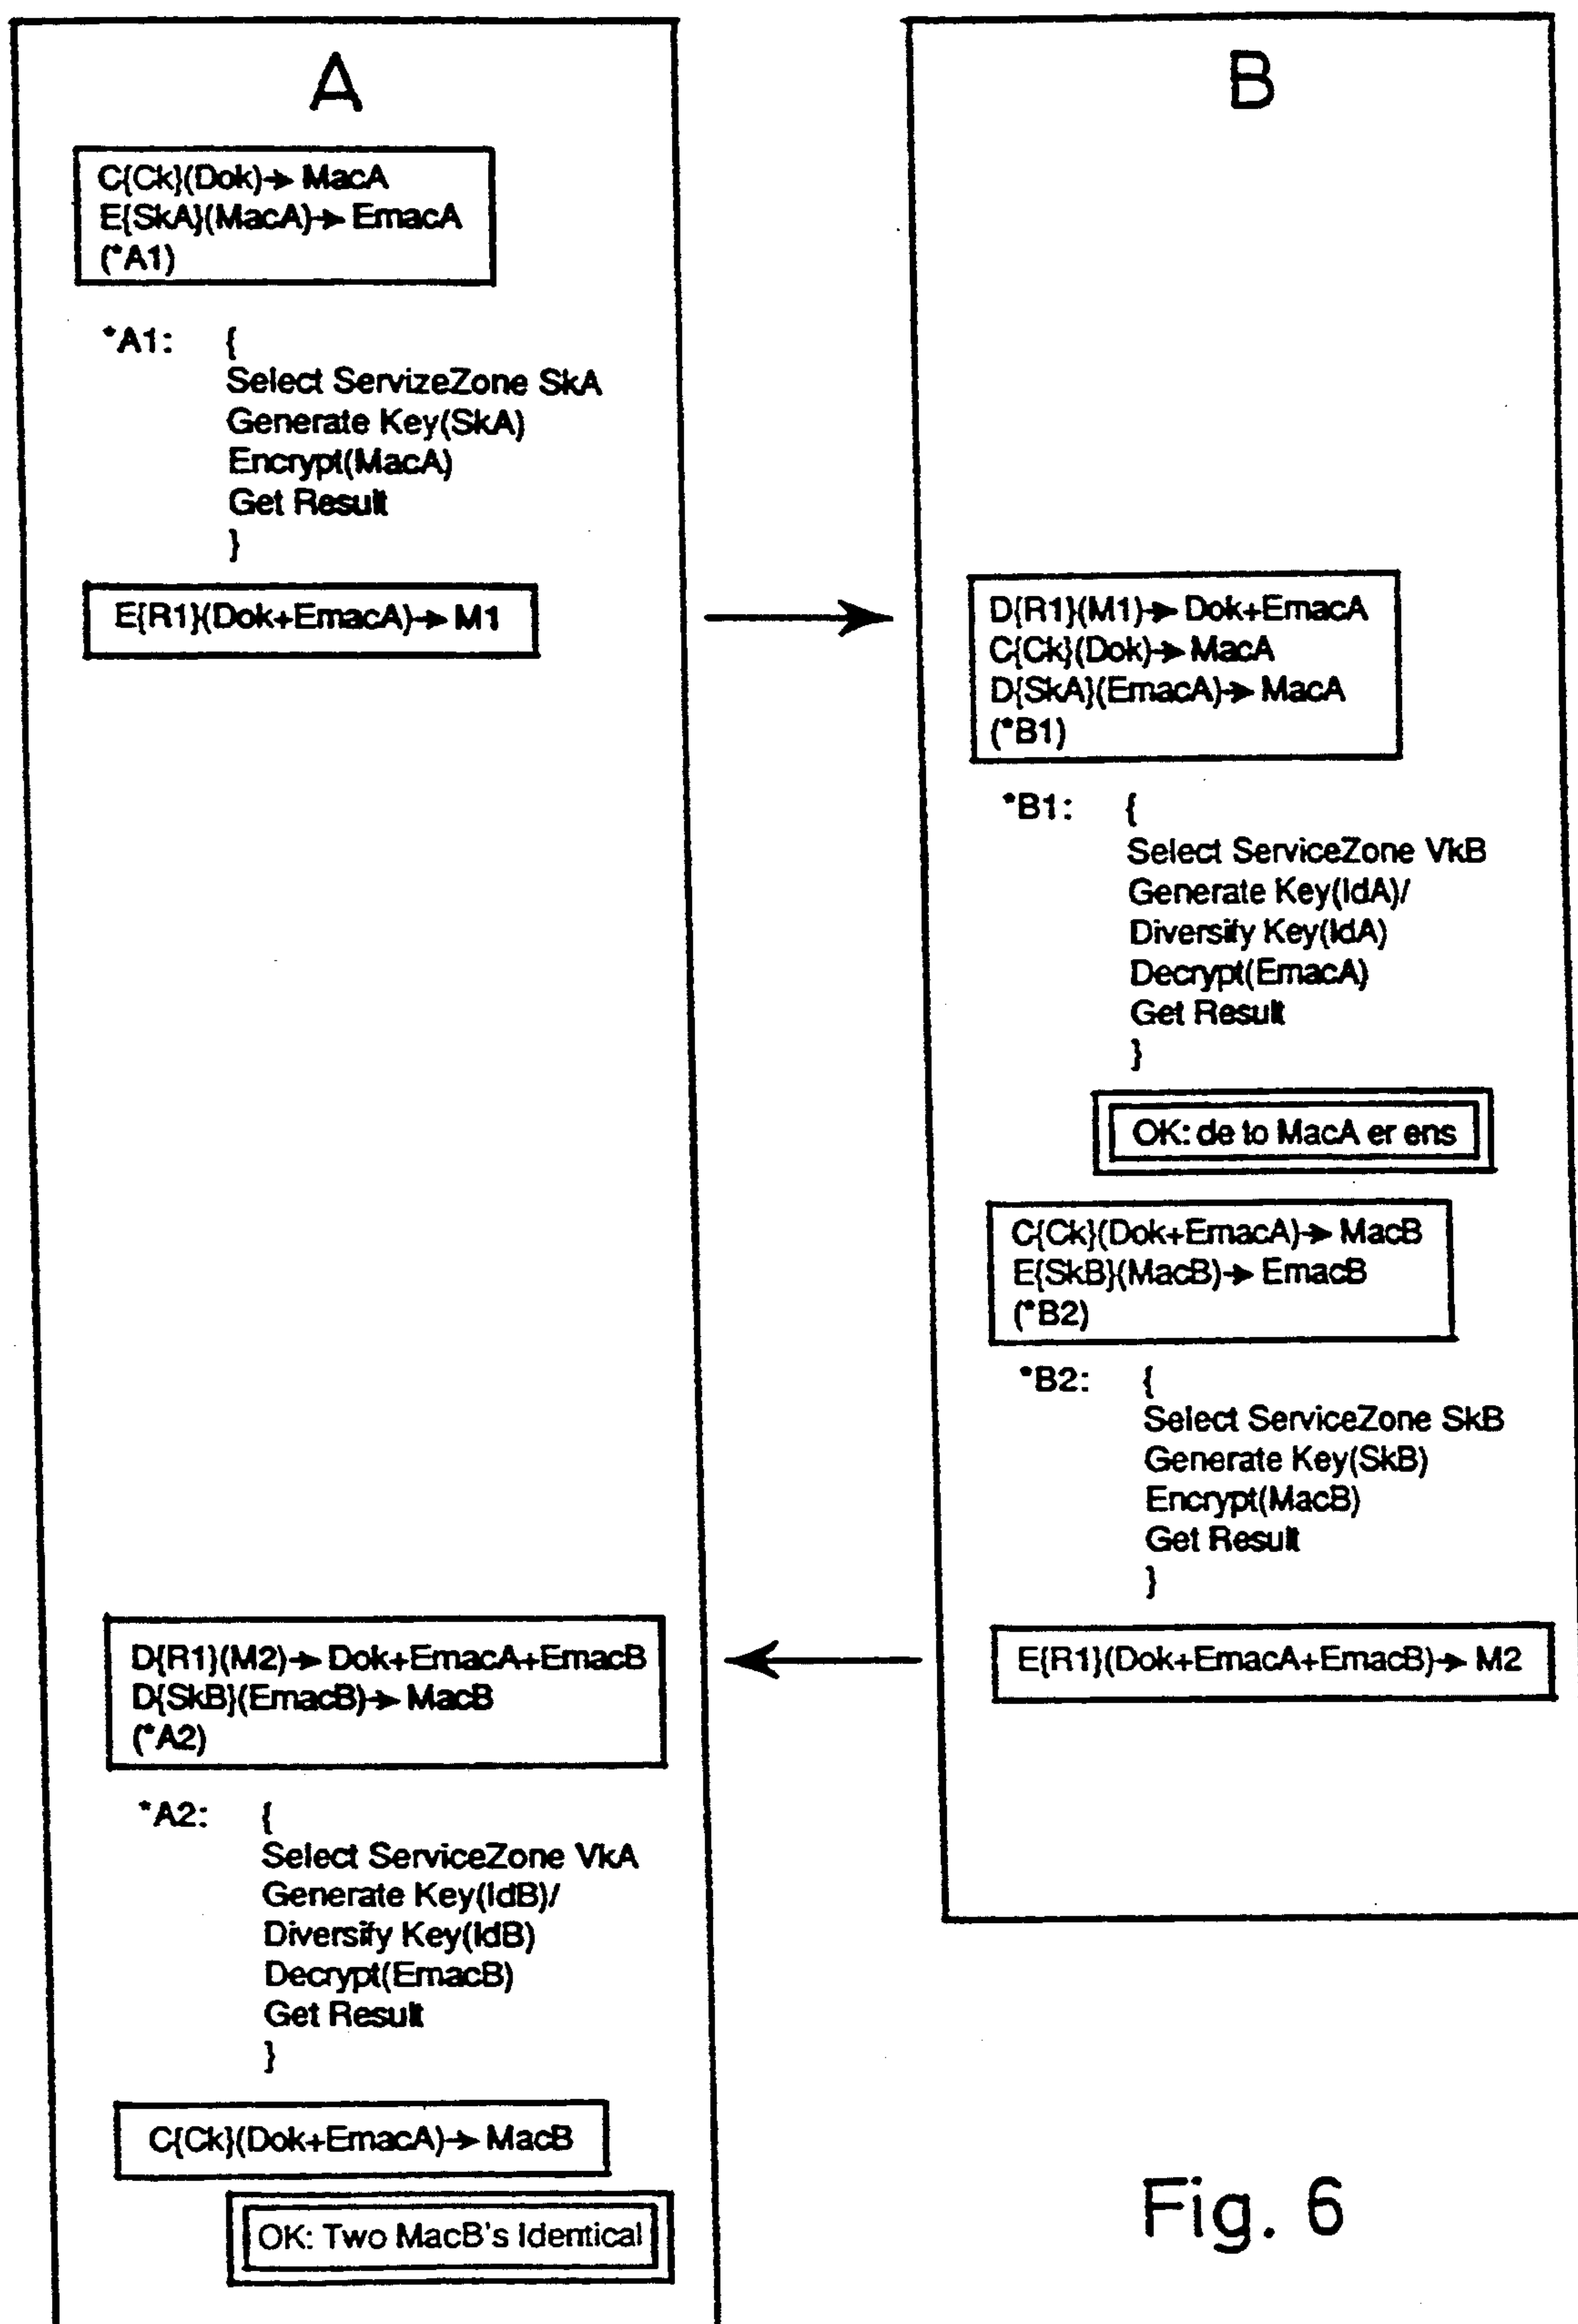 A
C{Ck}(Dok)→ MacA
E{SkA}(MacA)→ EmacA
(*A1)
*A1: {
Select ServizeZone SkA
Generate Key(SkA)
Encrypt(MacA)
Get Result
}
E{R1}(Dok+EmacA)→ M1
B
D{R1}(M1)→ Dok+EmacA
C{Ck}(Dok)→ MacA
D{SkA}(EmacA)→ MacA
(*B1)
*B1: {
Select ServiceZone VkB
Generate Key(IdA)/
Diversify Key(IdA)
Decrypt(EmacA)
Get Result
}
OK: de to MacA er ens
C{Ck}(Dok+EmacA)→ MacB
E{SkB}(MacB)→ EmacB
(*B2)
*B2: {
Select ServiceZone SkB
Generate Key(SkB)
Encrypt(MacB)
Get Result
}
E{R1}(Dok+EmacA+EmacB)→ M2
D{R1}(M2)→ Dok+EmacA+EmacB
D{SkB}(EmacB)→ MacB
(*A2)
*A2: {
Select ServiceZone VkA
Generate Key(IdB)/
Diversify Key(IdB)
Decrypt(EmacB)
Get Result
}
C{Ck}(Dok+EmacA)→ MacB
OK: Two MacB's Identical
Fig. 6